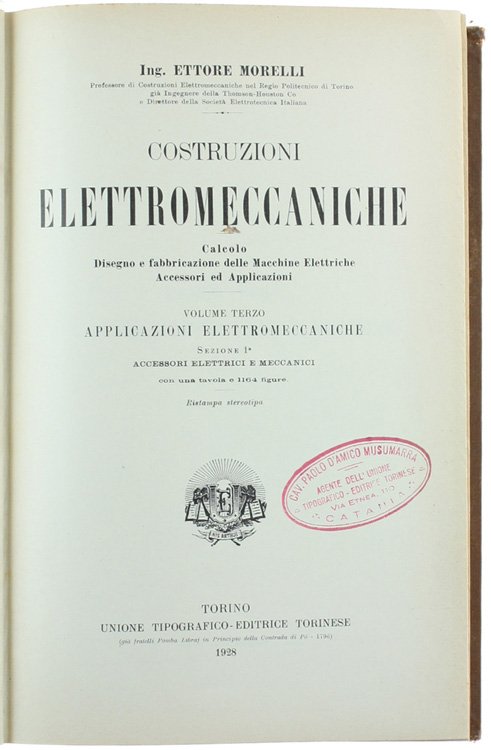 Ing. ETTORE MORELLI
Professore di Costruzioni Elettromeccaniche nel Regio Politecnico di Torino
già Ingegnere della Thomson-Houston Co
e Direttore della Società Elettrotecnica Italiana
COSTRUZIONI
ELETTROMECCANICHE
Calcolo
Disegno e fabbricazione delle Macchine Elettriche
Accessori ed Applicazioni
VOLUME TERZO
APPLICAZIONI ELETTROMECCANICHE
SEZIONE Iª
ACCESSORI ELETTRICI E MECCANICI
con una tavola e 1164 figure
Ristampa stereotipa
CAV. PAOLO D'AMICO MUSUMARRA
AGENTE DELL'UNIONE
TIPOGRAFICO-EDITRICE TORINESE
VIA ETNEA, 110
CATANIA
TORINO
UNIONE TIPOGRAFICO-EDITRICE TORINESE
(già fratelli Pomba Libraj in Principio della Contrada di Po - 1796)
1928